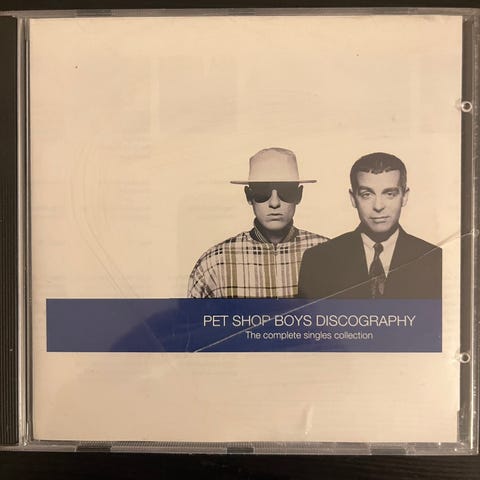 PET SHOP BOYS DISCOGRAPHY
The complete singles collection